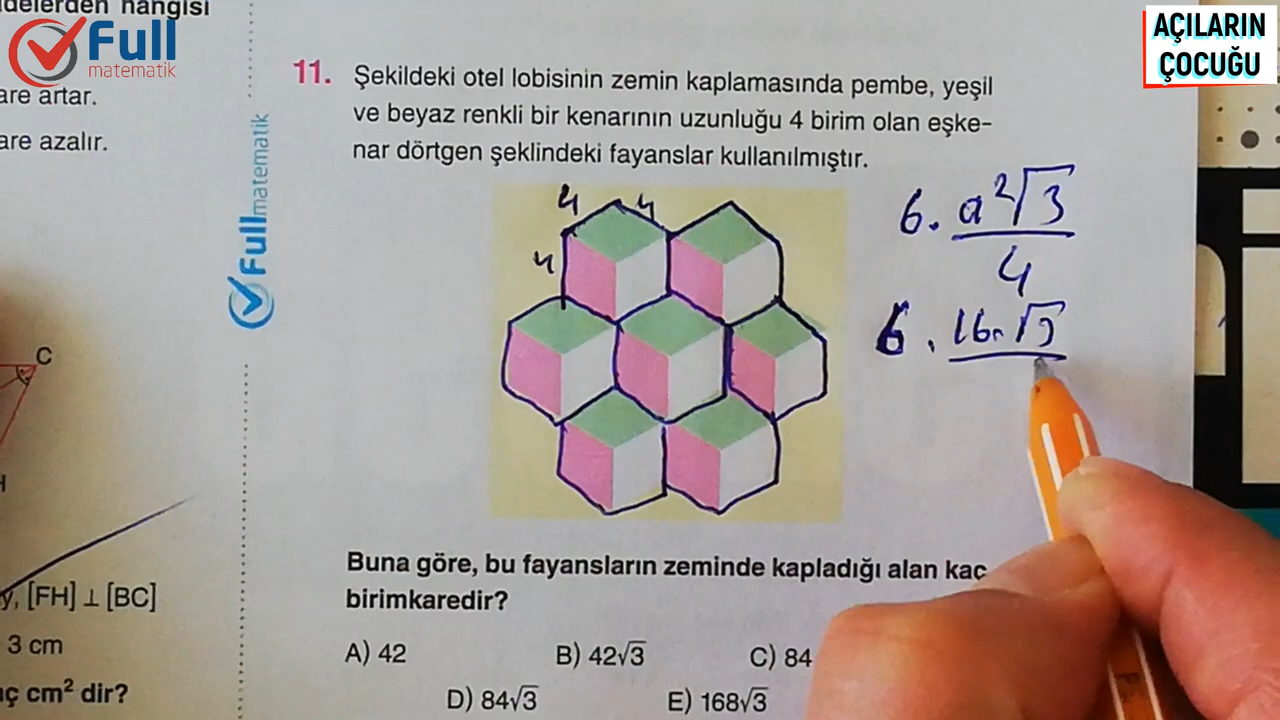 idelerden hangisi
Full
matematik
are artar.
are azalır.
Fullmatematik
C
H
y, [FH] ⊥ [BC]
3 cm
ç cm² dir?
AÇILARIN
ÇOCUĞU
11. Şekildeki otel lobisinin zemin kaplamasında pembe, yeşil
ve beyaz renkli bir kenarının uzunluğu 4 birim olan eşke-
nar dörtgen şeklindeki fayanslar kullanılmıştır.
4 4
4
6. a²√3
4
6. 16.√3
Buna göre, bu fayansların zeminde kapladığı alan kaç
birimkaredir?
A) 42 B) 42√3 C) 84
D) 84√3 E) 168√3